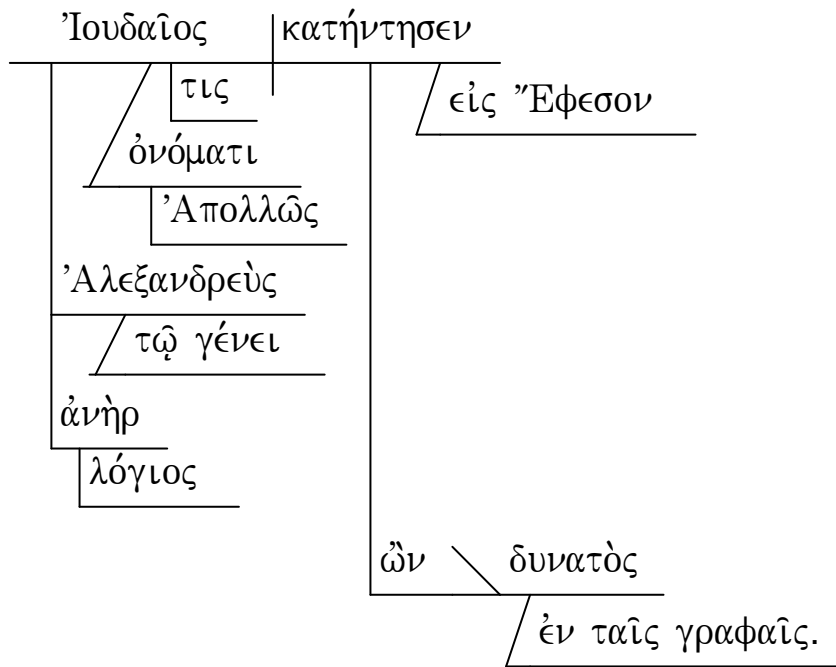 Ἰουδαῖος κατήντησεν
τις εἰς Ἔφεσον
ὀνόματι
Ἀπολλῶς
Ἀλεξανδρεὺς
τῷ γένει
ἀνὴρ
λόγιος
ὢν δυνατὸς
ἐν ταῖς γραφαῖς.